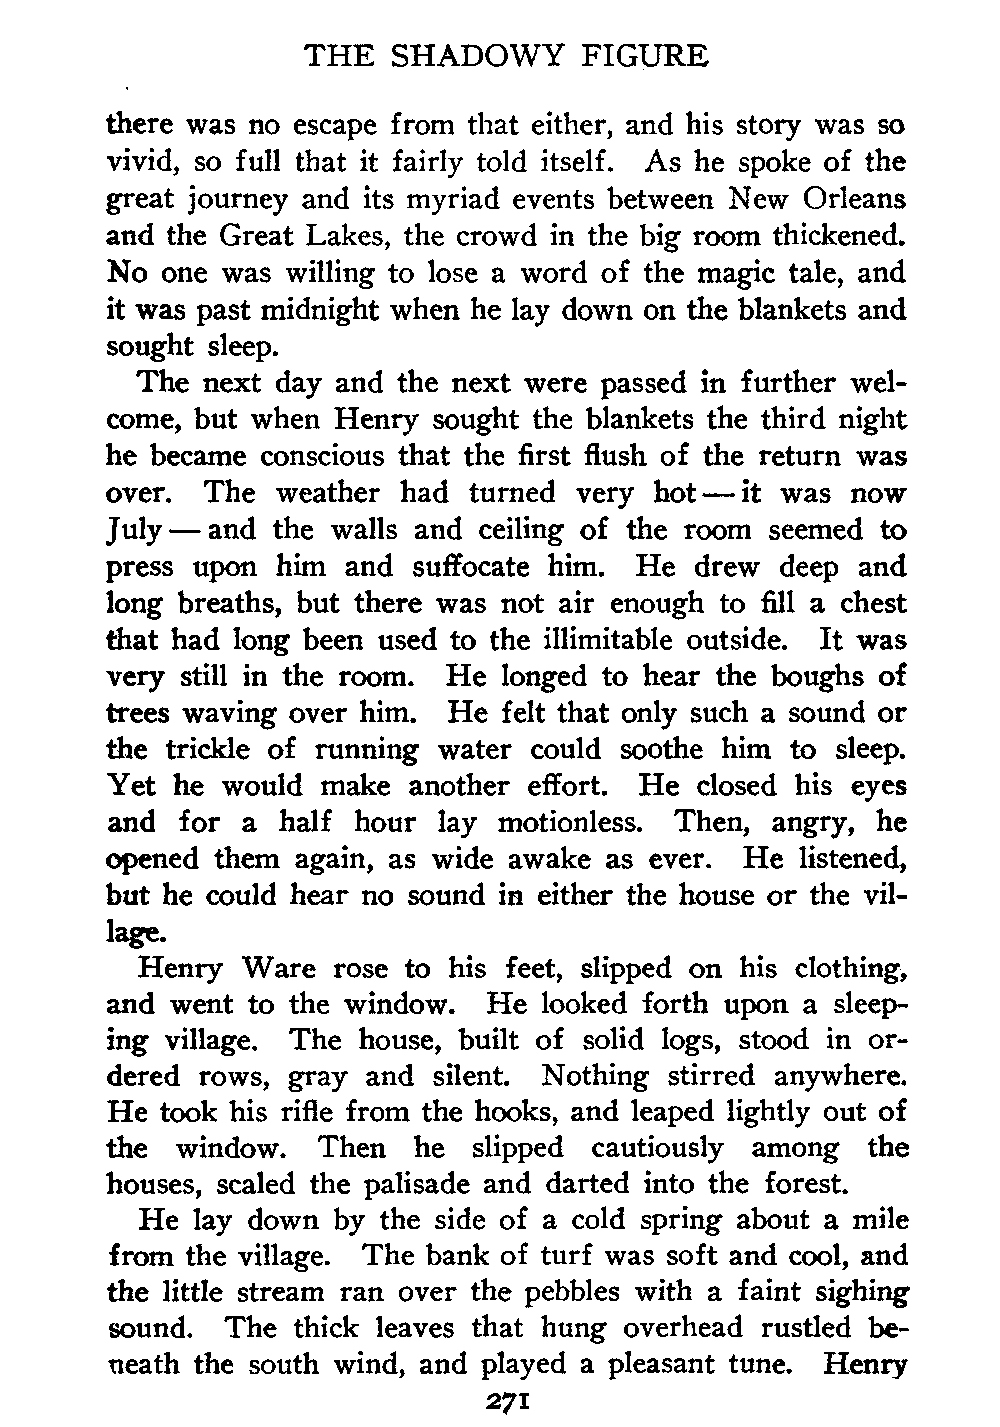 THE SHADOWY FIGURE
there was no escape from that either, and his story was so
vivid, so full that it fairly told itself. As he spoke of the
great journey and its myriad events between New Orleans
and the Great Lakes, the crowd in the big room thickened.
No one was willing to lose a word of the magic tale, and
it was past midnight when he lay down on the blankets and
sought sleep.
The next day and the next were passed in further wel-
come, but when Henry sought the blankets the third night
he became conscious that the first flush of the return was
over. The weather had turned very hot — it was now
July — and the walls and ceiling of the room seemed to
press upon him and suffocate him. He drew deep and
long breaths, but there was not air enough to fill a chest
that had long been used to the illimitable outside. It was
very still in the room. He longed to hear the boughs of
trees waving over him. He felt that only such a sound or
the trickle of running water could soothe him to sleep.
Yet he would make another effort. He closed his eyes
and for a half hour lay motionless. Then, angry, he
opened them again, as wide awake as ever. He listened,
but he could hear no sound in either the house or the vil-
lage.
Henry Ware rose to his feet, slipped on his clothing,
and went to the window. He looked forth upon a sleep-
ing village. The house, built of solid logs, stood in or-
dered rows, gray and silent. Nothing stirred anywhere.
He took his rifle from the hooks, and leaped lightly out of
the window. Then he slipped cautiously among the
houses, scaled the palisade and darted into the forest.
He lay down by the side of a cold spring about a mile
from the village. The bank of turf was soft and cool, and
the little stream ran over the pebbles with a faint sighing
sound. The thick leaves that hung overhead rustled be-
neath the south wind, and played a pleasant tune. Henry
271